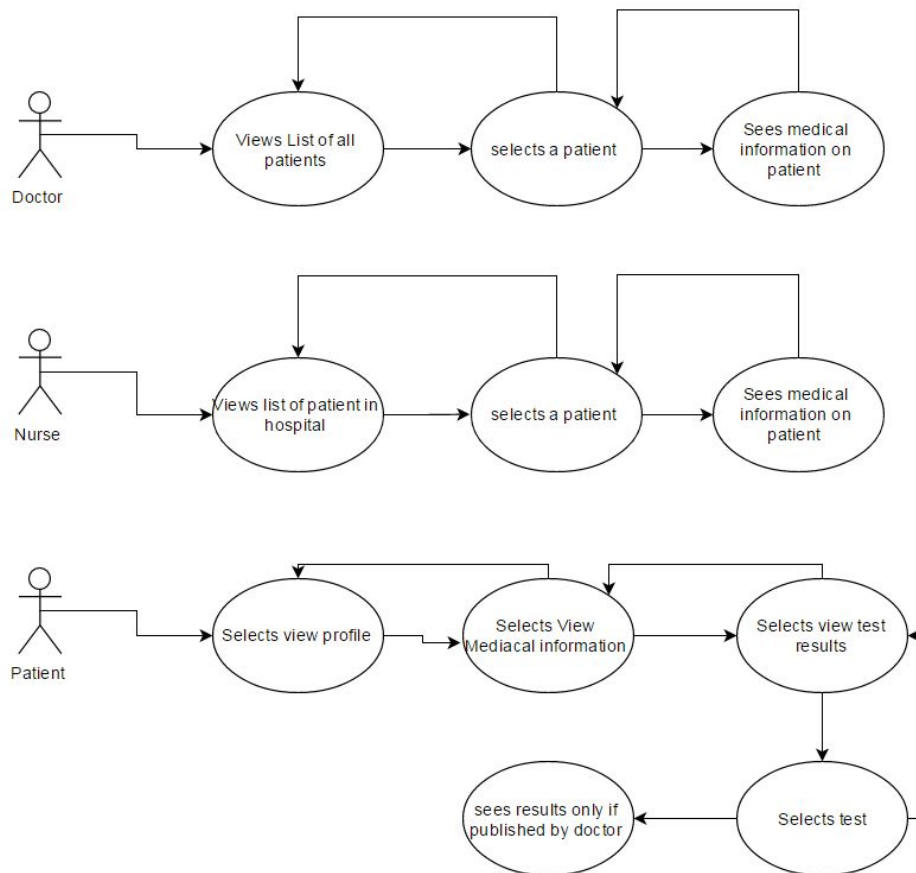 Views List of all
patients
selects a patient
Sees medical
information on
patient
Doctor
Views list of patient in
hospital
selects a patient
Sees medical
information on
patient
Nurse
Selects view profile
Selects View
Mediacal information
Selects view test
results
Patient
sees results only if
published by doctor
Selects test